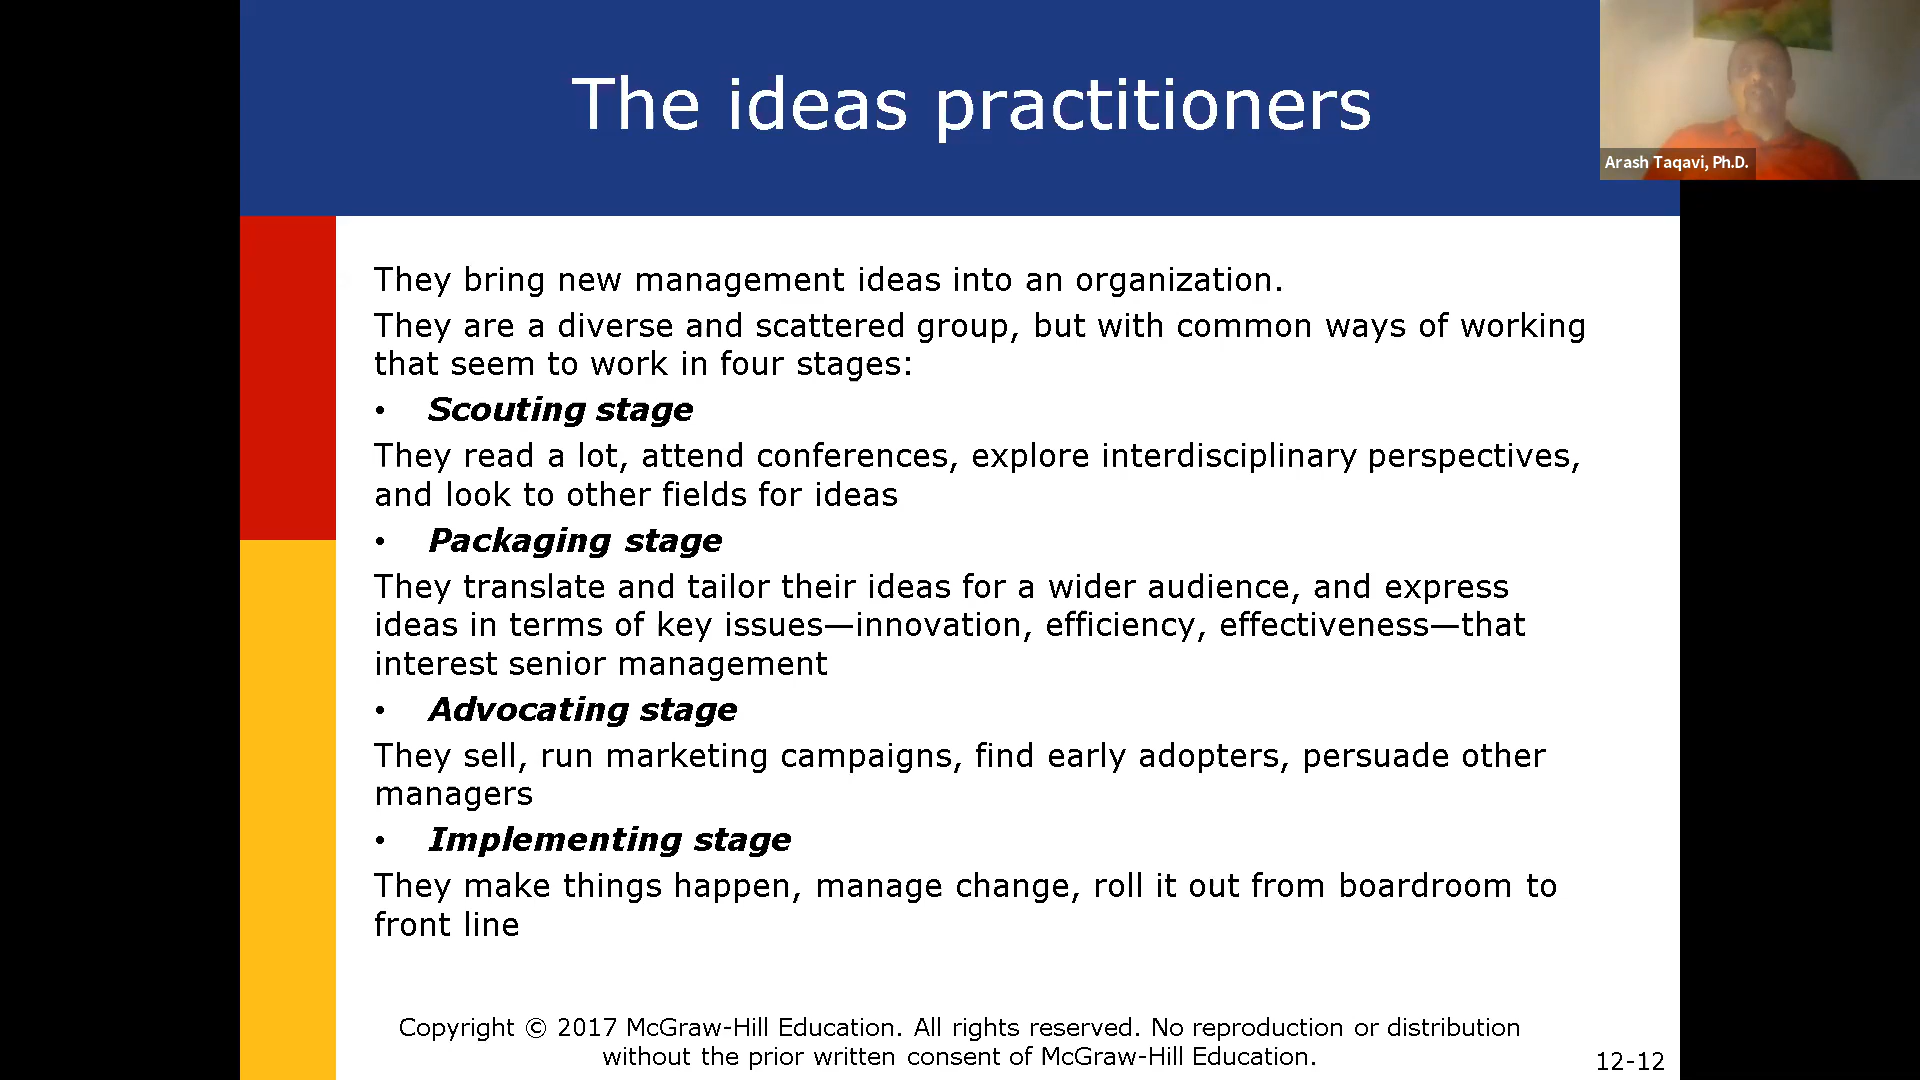 The ideas practitioners
Arash Taqavi, Ph.D.
They bring new management ideas into an organization.
They are a diverse and scattered group, but with common ways of working
that seem to work in four stages:
• Scouting stage
They read a lot, attend conferences, explore interdisciplinary perspectives,
and look to other fields for ideas
• Packaging stage
They translate and tailor their ideas for a wider audience, and express
ideas in terms of key issues—innovation, efficiency, effectiveness—that
interest senior management
• Advocating stage
They sell, run marketing campaigns, find early adopters, persuade other
managers
• Implementing stage
They make things happen, manage change, roll it out from boardroom to
front line
Copyright © 2017 McGraw-Hill Education. All rights reserved. No reproduction or distribution
without the prior written consent of McGraw-Hill Education.
12-12